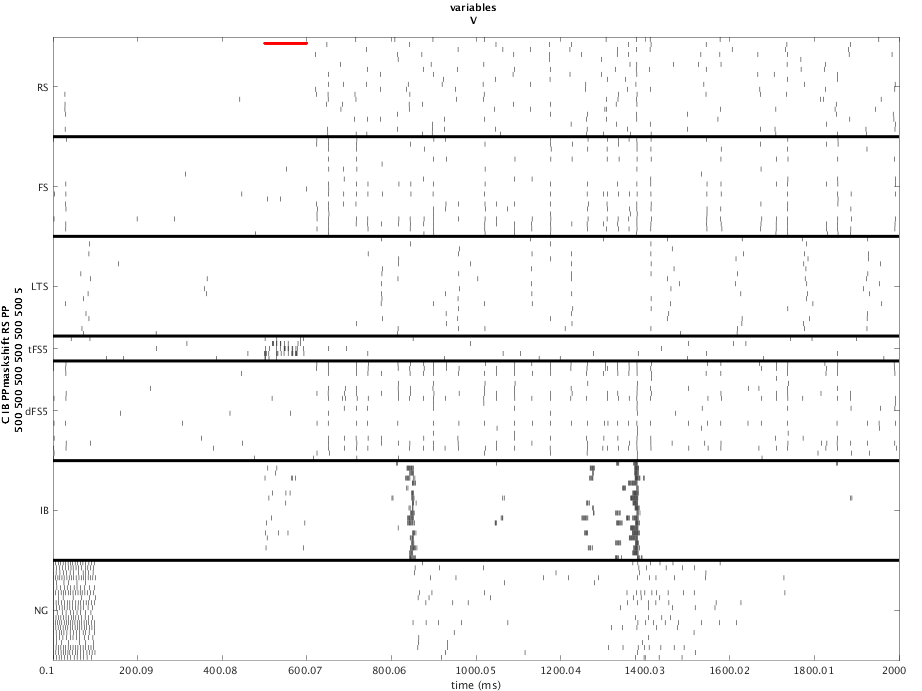 variables
V
RS
FS
LTS
tFS5
dFS5
IB
NG
C IB PPmaskshift RS PP
500 500 500 500 500 500 5
0.1 200.09 400.08 600.07 800.06 1000.05 1200.04 1400.03 1600.02 1800.01 2000
time (ms)